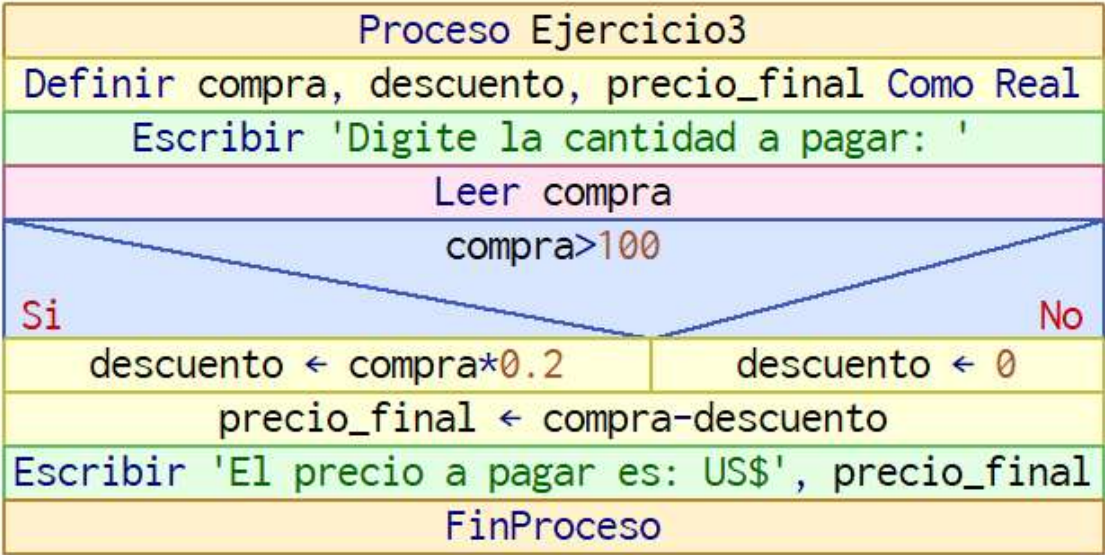 Proceso Ejercicio3
Definir compra, descuento, precio_final Como Real
Escribir 'Digite la cantidad a pagar: '
Leer compra
compra>100
Si No
descuento ← compra*0.2 descuento ← 0
precio_final ← compra-descuento
Escribir 'El precio a pagar es: US$', precio_final
FinProceso